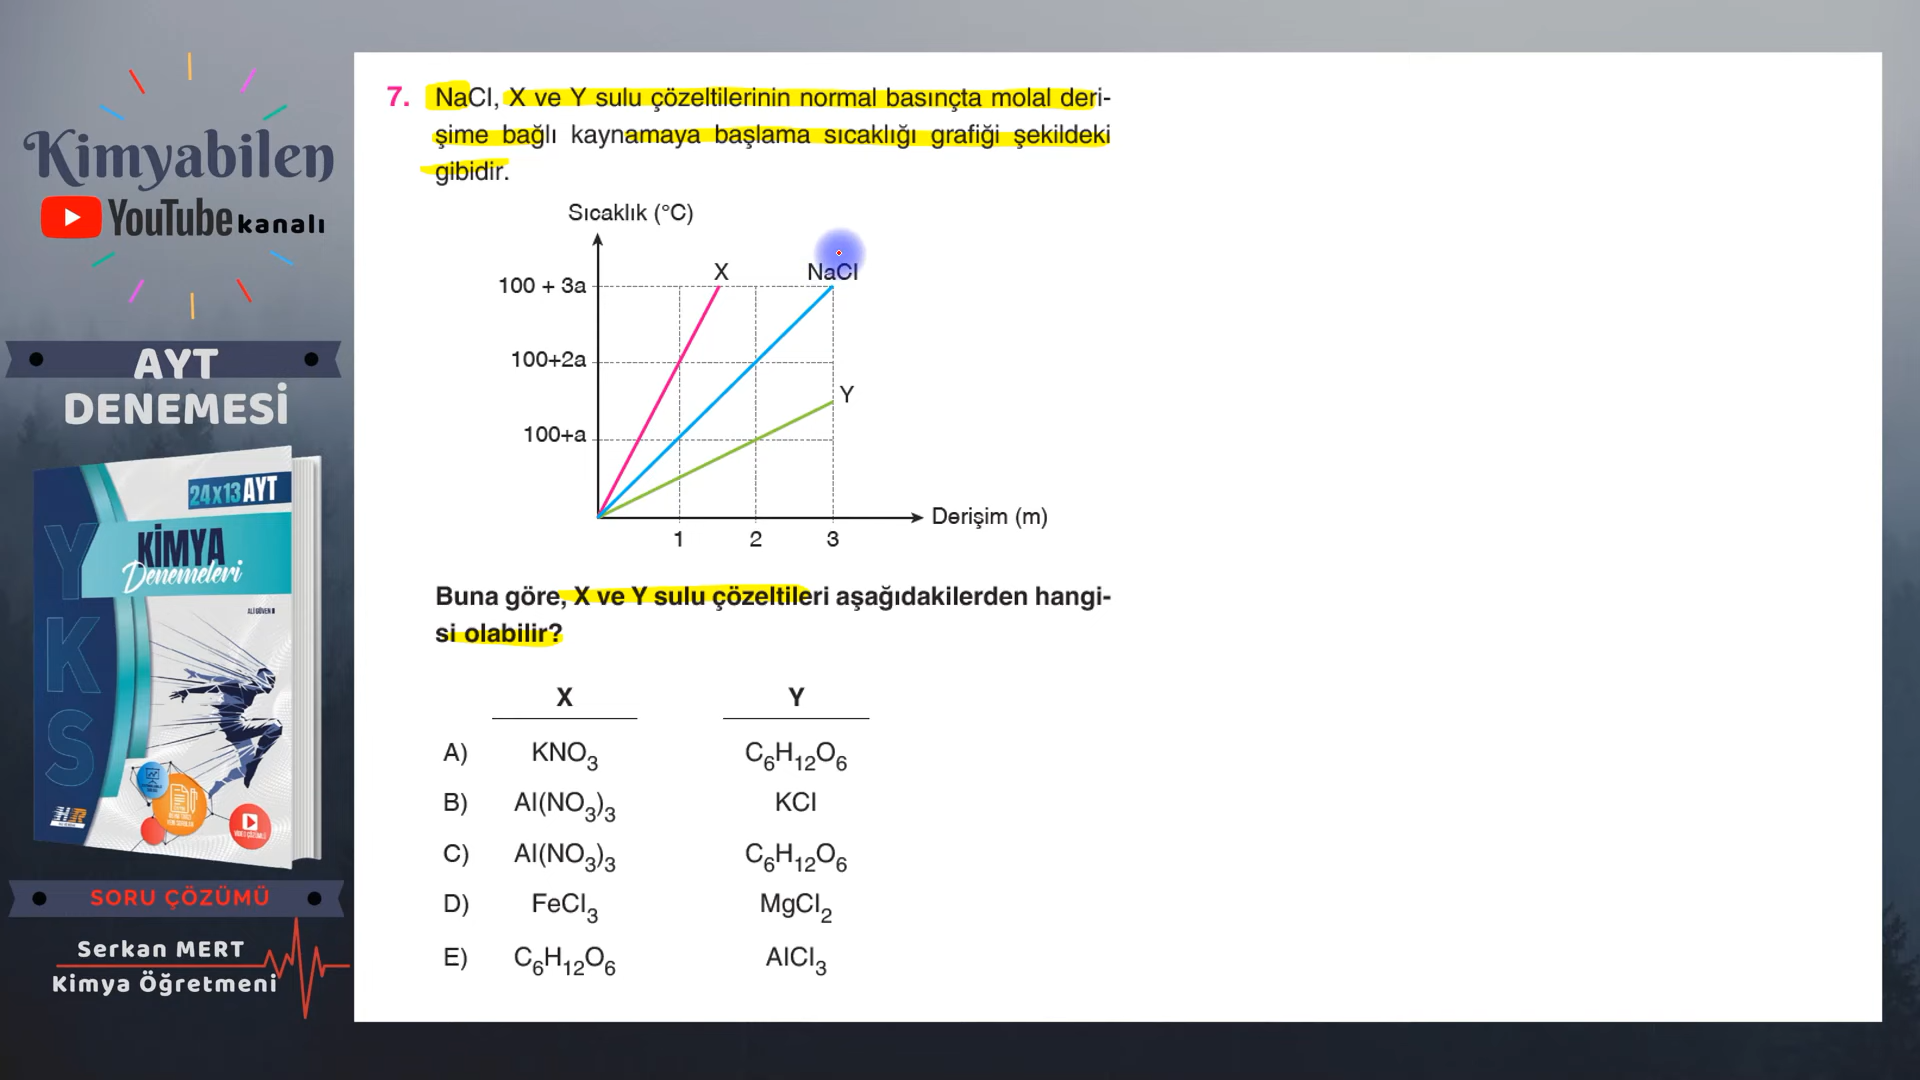 Kimyabilen
YouTube kanalı
AYT
DENEMESİ
24x13 AYT
KİMYA
Denemeleri
ALİ GÜVEN
YKS
SORU ÇÖZÜMÜ
Serkan MERT
Kimya Öğretmeni
7. NaCl, X ve Y sulu çözeltilerinin normal basınçta molal deri-
şime bağlı kaynamaya başlama sıcaklığı grafiği şekildeki
gibidir.
Sıcaklık (°C)
X NaCl
100 + 3a
100+2a
Y
100+a
Derişim (m)
1 2 3
Buna göre, X ve Y sulu çözeltileri aşağıdakilerden hangi-
si olabilir?
X Y
A) KNO₃ C₆H₁₂O₆
B) Al(NO₃)₃ KCl
C) Al(NO₃)₃ C₆H₁₂O₆
D) FeCl₃ MgCl₂
E) C₆H₁₂O₆ AlCl₃